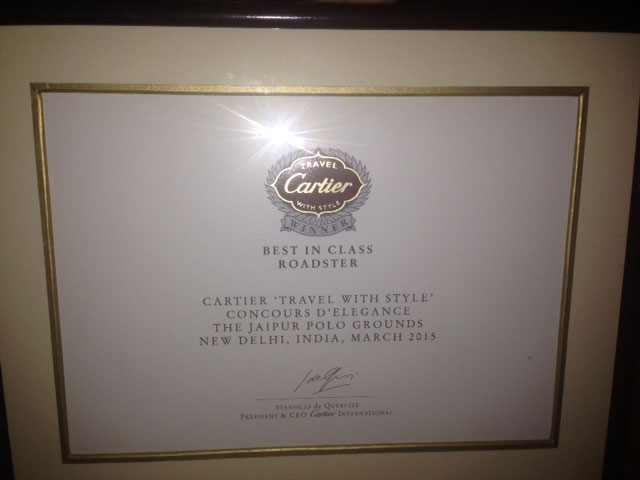 TRAVEL
Cartier
WITH STYLE
WINNER
BEST IN CLASS
ROADSTER
CARTIER 'TRAVEL WITH STYLE'
CONCOURS D'ELEGANCE
THE JAIPUR POLO GROUNDS
NEW DELHI, INDIA, MARCH 2015
STANISLAS de QUERCIZE
PRESIDENT & CEO Cartier INTERNATIONAL